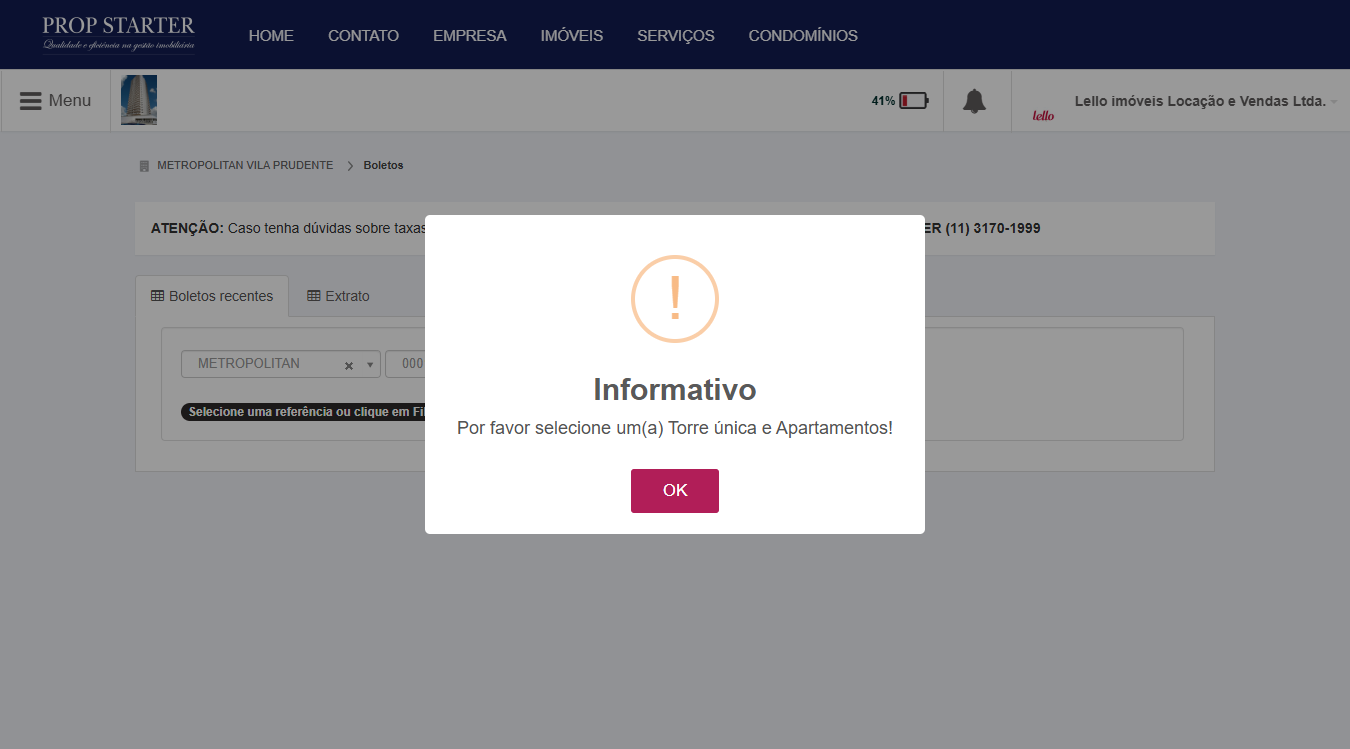 PROP STARTER
Qualidade e eficiência na gestão imobiliária
HOME CONTATO EMPRESA IMÓVEIS SERVIÇOS CONDOMÍNIOS
Menu
41%
lello
Lello imóveis Locação e Vendas Ltda.
METROPOLITAN VILA PRUDENTE
Boletos
ATENÇÃO: Caso tenha dúvidas sobre taxas
ER (11) 3170-1999
Boletos recentes
Extrato
METROPOLITAN
000
Selecione uma referência ou clique em Fi
!
Informativo
Por favor selecione um(a) Torre única e Apartamentos!
OK